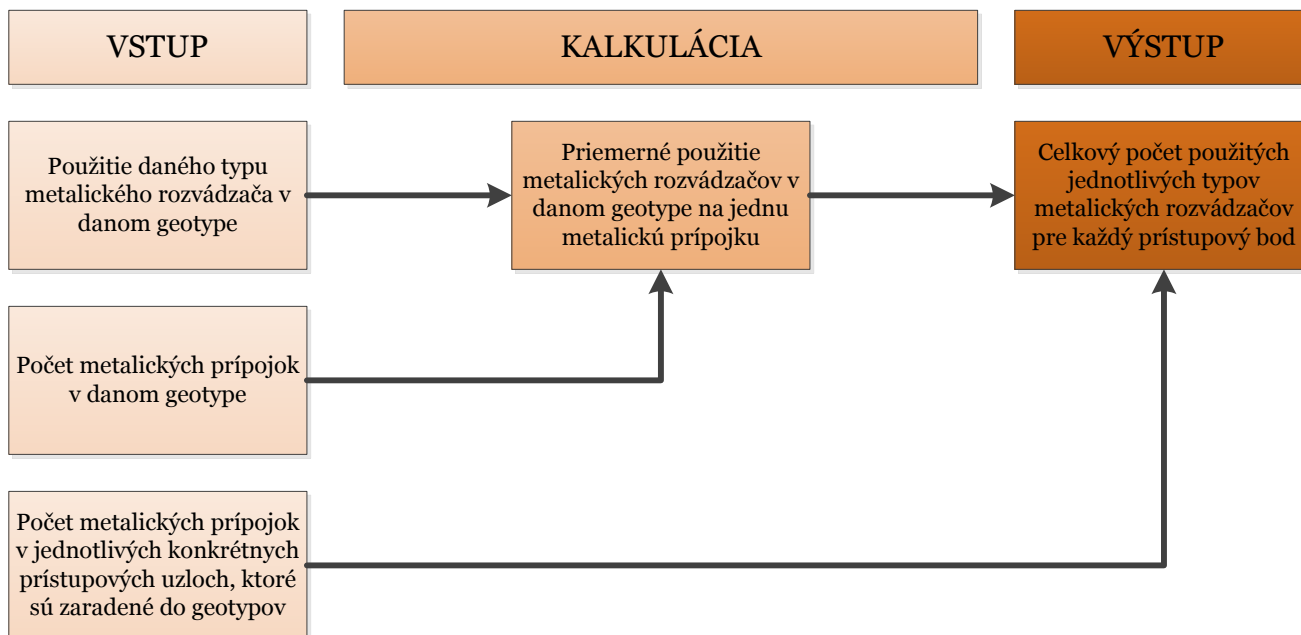 VSTUP
KALKULÁCIA
VÝSTUP
Použitie daného typu
metalického rozvádzača v
danom geotype
Priemerné použitie
metalických rozvádzačov v
danom geotype na jednu
metalickú prípojku
Celkový počet použitých
jednotlivých typov
metalických rozvádzačov
pre každý prístupový bod
Počet metalických prípojok
v danom geotype
Počet metalických prípojok
v jednotlivých konkrétnych
prístupových uzloch, ktoré
sú zaradené do geotypov